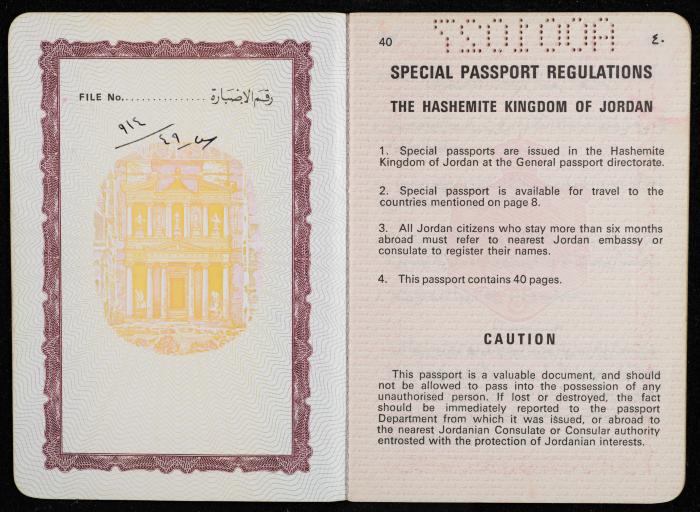 FILE No............... رقم الاضبارة
٩١٤
٤٩
40 ٤٠
SPECIAL PASSPORT REGULATIONS
THE HASHEMITE KINGDOM OF JORDAN
1. Special passports are issued in the Hashemite
Kingdom of Jordan at the General passport directorate.
2. Special passport is available for travel to the
countries mentioned on page 8.
3. All Jordan citizens who stay more than six months
abroad must refer to nearest Jordan embassy or
consulate to register their names.
4. This passport contains 40 pages.
CAUTION
This passport is a valuable document, and should
not be allowed to pass into the possession of any
unauthorised person. If lost or destroyed, the fact
should be immediately reported to the passport
Department from which it was issued, or abroad to
the nearest Jordanian Consulate or Consular authority
entrosted with the protection of Jordanian interests.